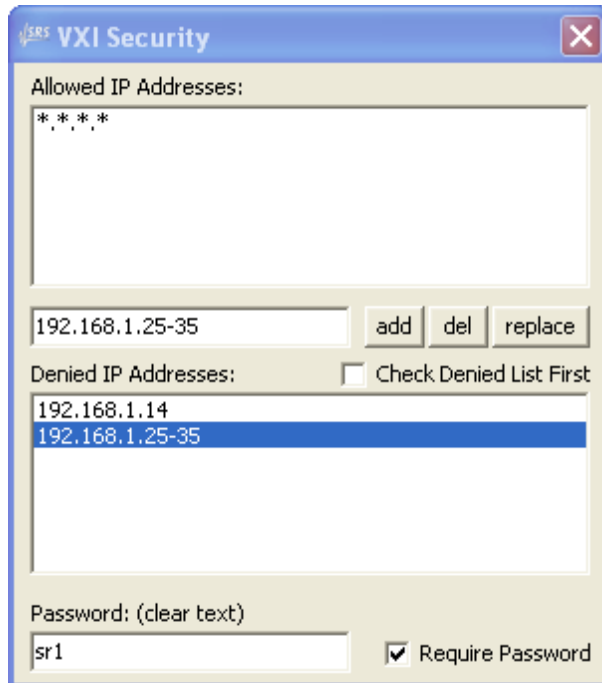 SRS VXI Security
Allowed IP Addresses:
*.*.*.*
192.168.1.25-35 add del replace
Denied IP Addresses: Check Denied List First
192.168.1.14
192.168.1.25-35
Password: (clear text)
sr1 Require Password